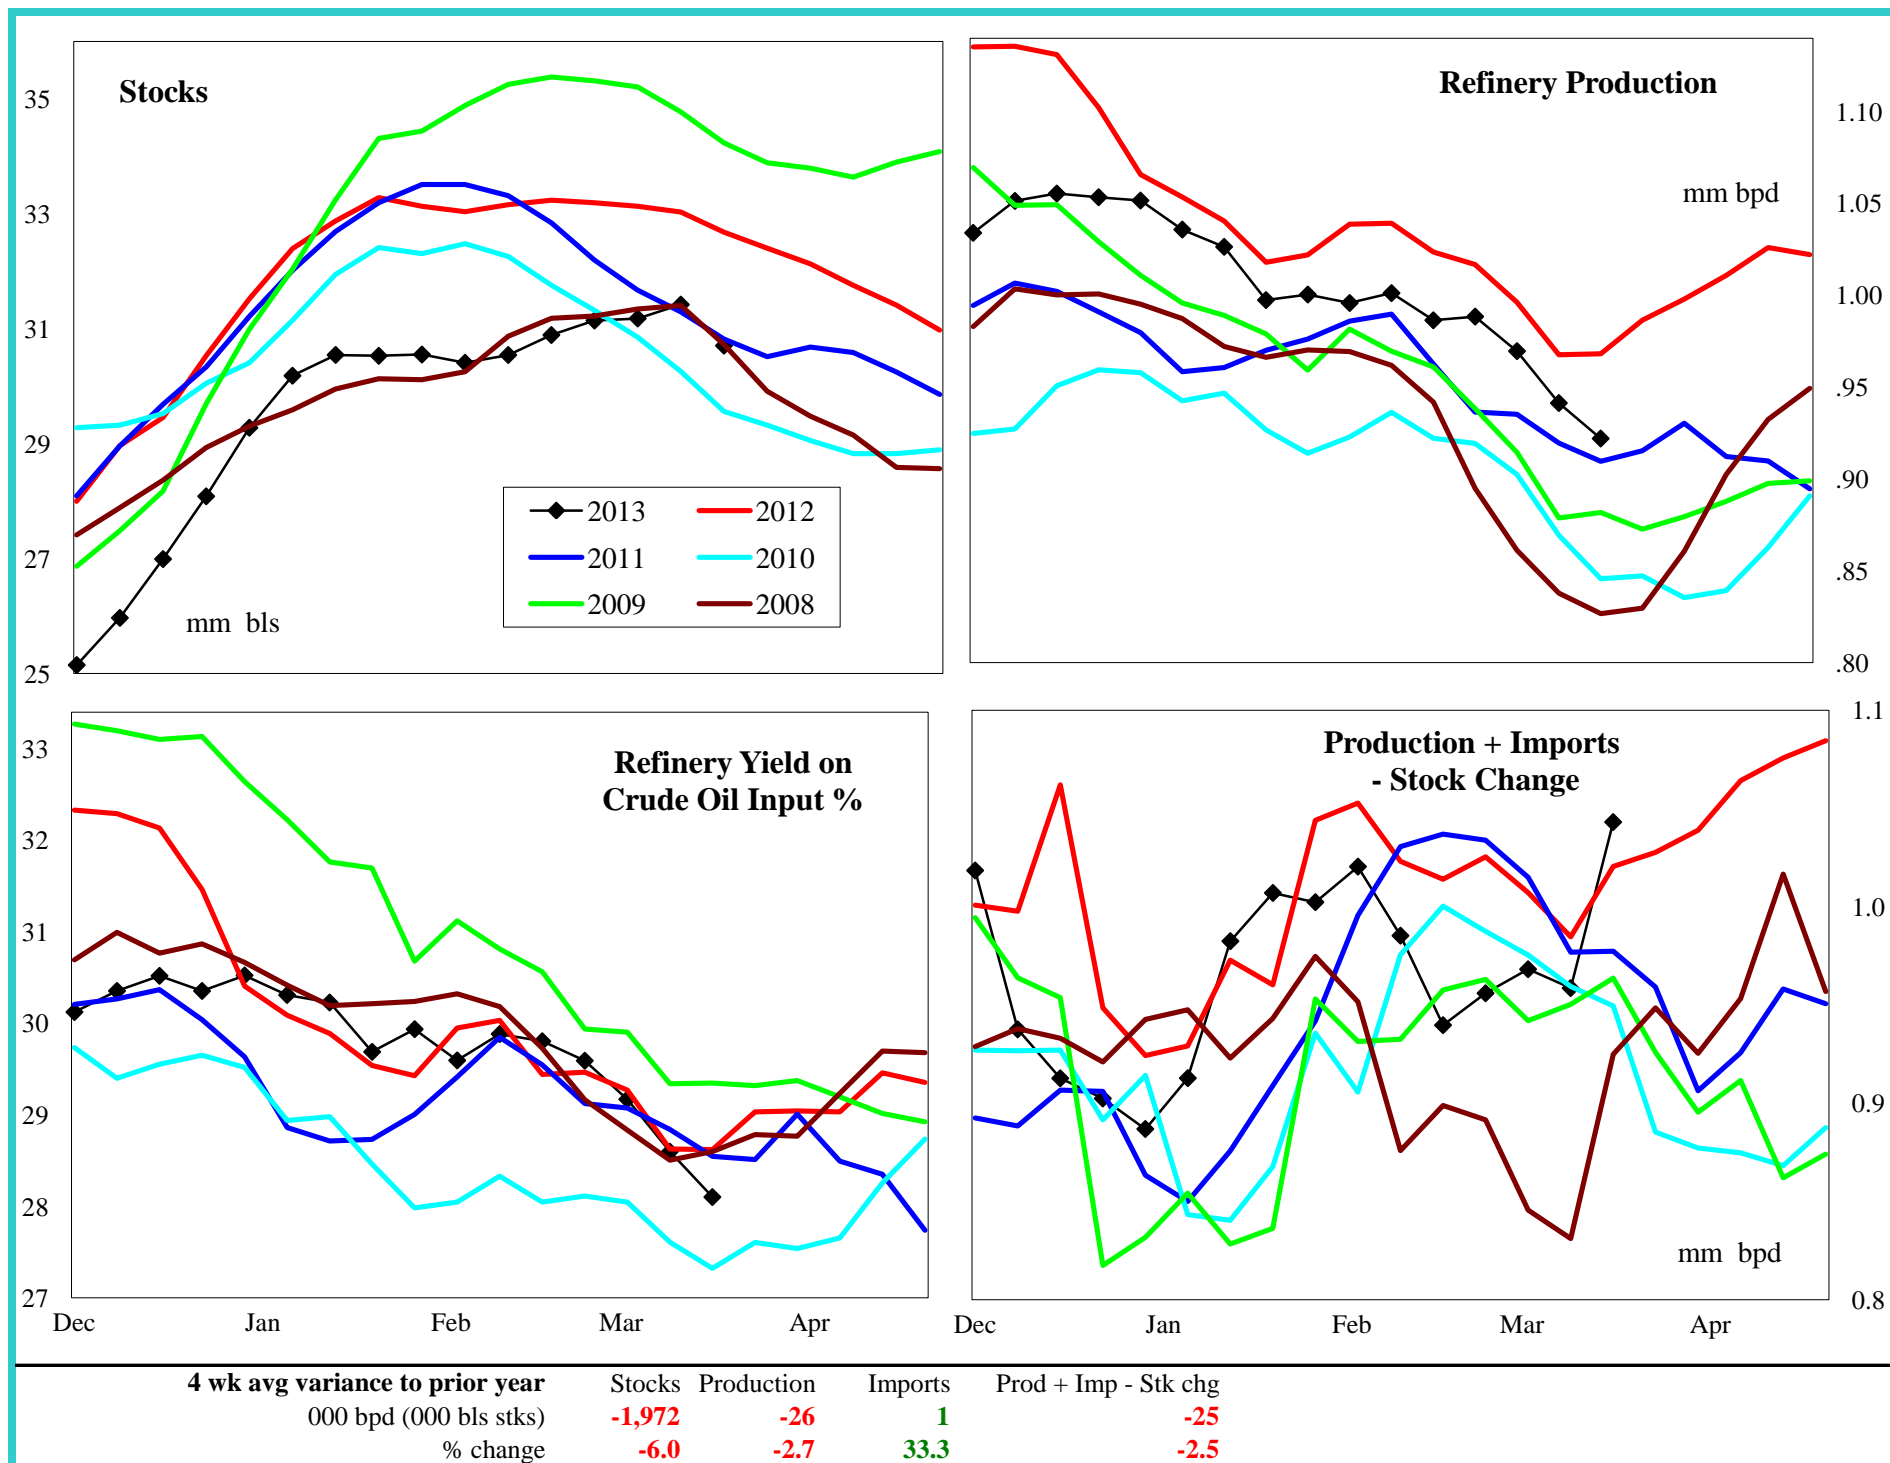 Stocks
35
33
31
29
27
25
mm bls
2013 2012
2011 2010
2009 2008
Refinery Production
mm bpd
1.10
1.05
1.00
.95
.90
.85
.80
Refinery Yield on
Crude Oil Input %
33
32
31
30
29
28
27
Dec Jan Feb Mar Apr
Production + Imports
- Stock Change
1.1
1.0
0.9
0.8
mm bpd
Dec Jan Feb Mar Apr
4 wk avg variance to prior year Stocks Production Imports Prod + Imp - Stk chg
000 bpd (000 bls stks) -1,972 -26 1 -25
% change -6.0 -2.7 33.3 -2.5